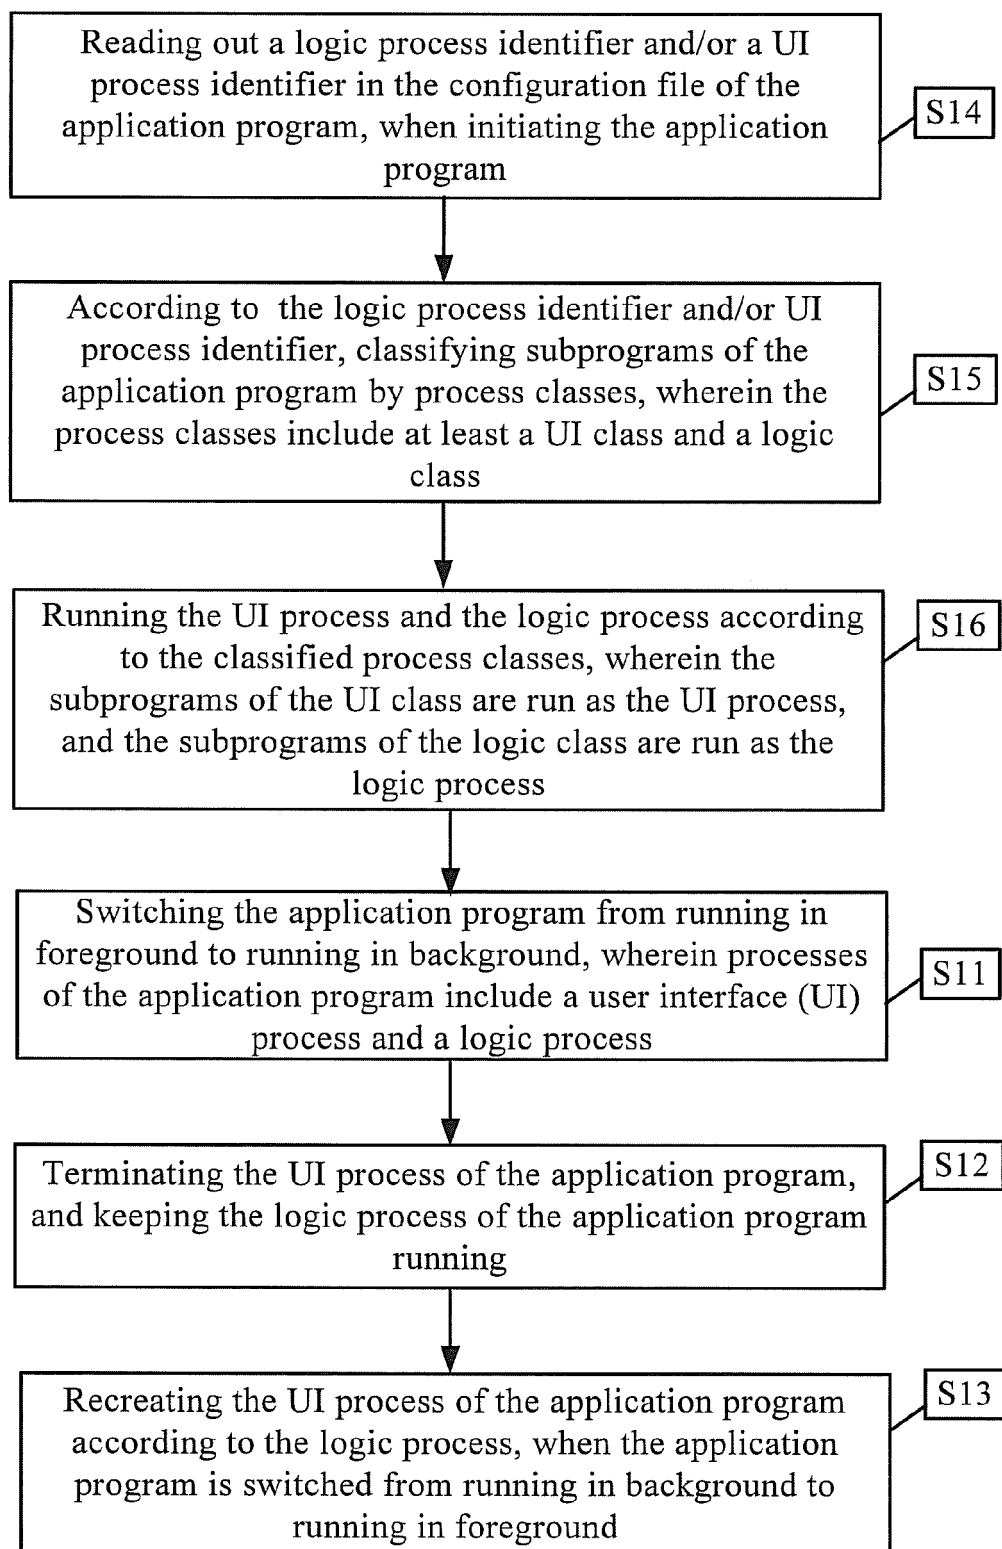 Reading out a logic process identifier and/or a UI
process identifier in the configuration file of the
application program, when initiating the application
program
S14
According to the logic process identifier and/or UI
process identifier, classifying subprograms of the
application program by process classes, wherein the
process classes include at least a UI class and a logic
class
S15
Running the UI process and the logic process according
to the classified process classes, wherein the
subprograms of the UI class are run as the UI process,
and the subprograms of the logic class are run as the
logic process
S16
Switching the application program from running in
foreground to running in background, wherein processes
of the application program include a user interface (UI)
process and a logic process
S11
Terminating the UI process of the application program,
and keeping the logic process of the application program
running
S12
Recreating the UI process of the application program
according to the logic process, when the application
program is switched from running in background to
running in foreground
S13